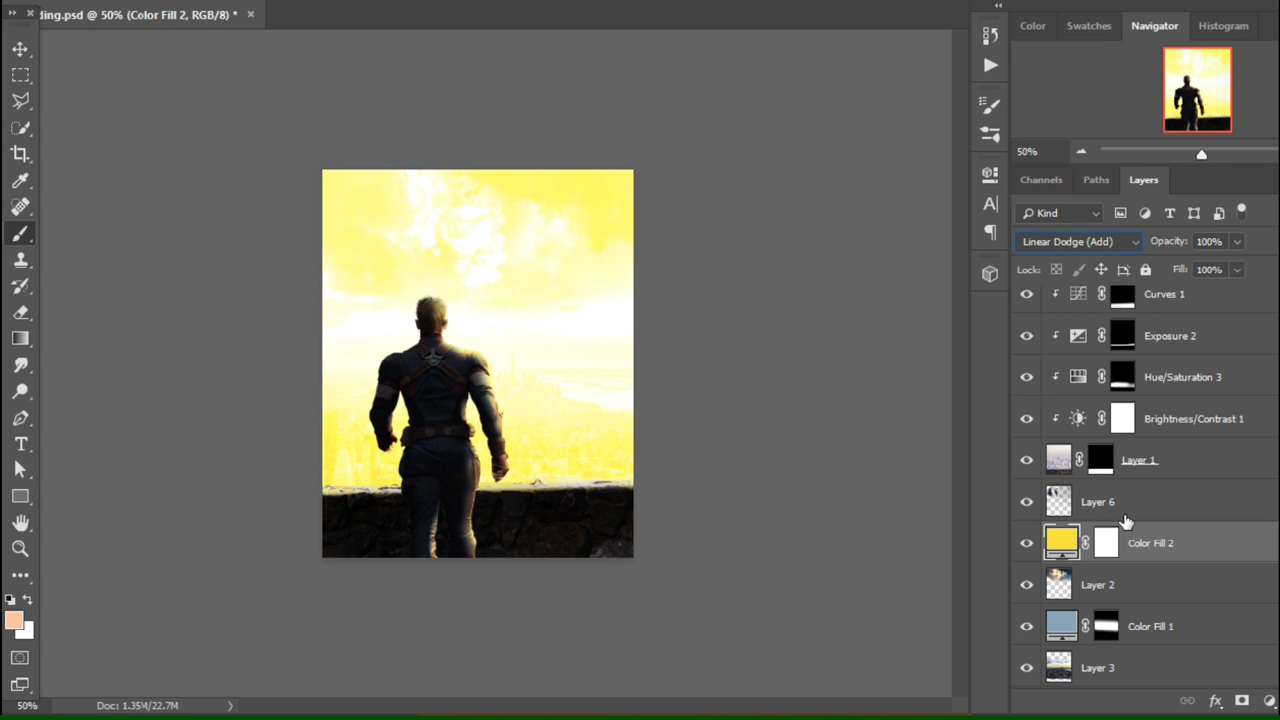 ding.psd @ 50% (Color Fill 2, RGB/8) *
Color Swatches Navigator Histogram
50%
Channels Paths Layers
Kind
Linear Dodge (Add) Opacity: 100%
Lock: Fill: 100%
Curves 1
Exposure 2
Hue/Saturation 3
Brightness/Contrast 1
Layer 1
Layer 6
Color Fill 2
Layer 2
Color Fill 1
Layer 3
fx
50% Doc: 1.35M/22.7M